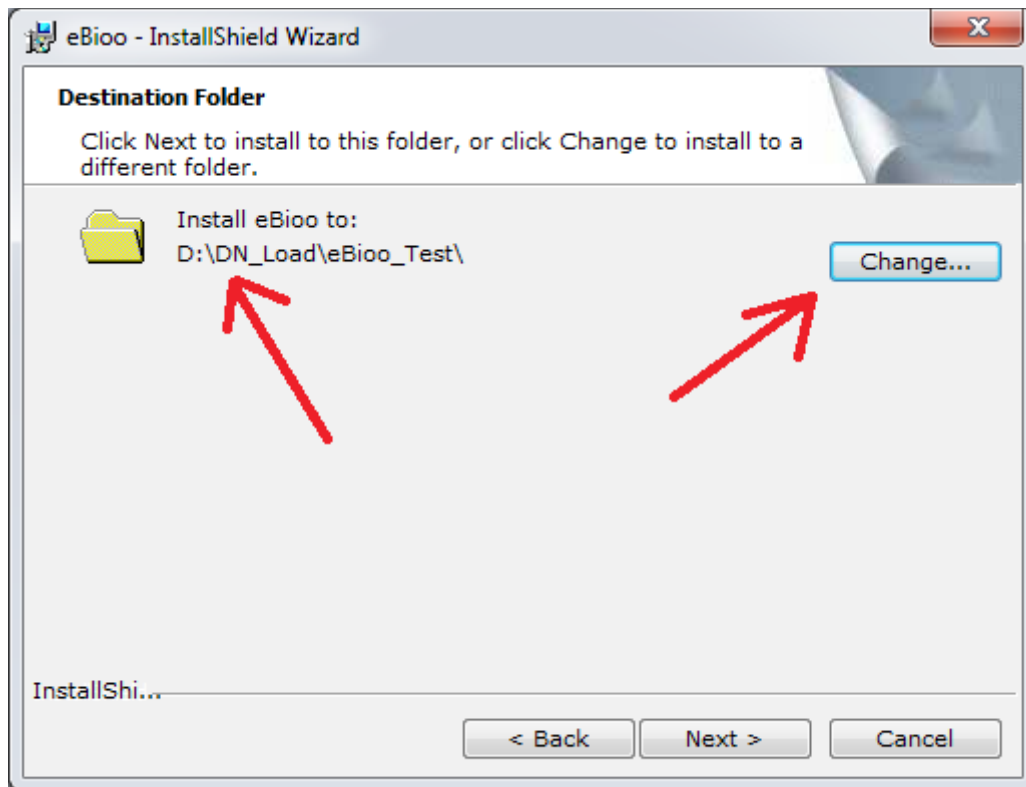 eBioo - InstallShield Wizard
Destination Folder
Click Next to install to this folder, or click Change to install to a
different folder.
Install eBioo to:
D:\DN_Load\eBioo_Test\
Change...
InstallShi...
< Back
Next >
Cancel